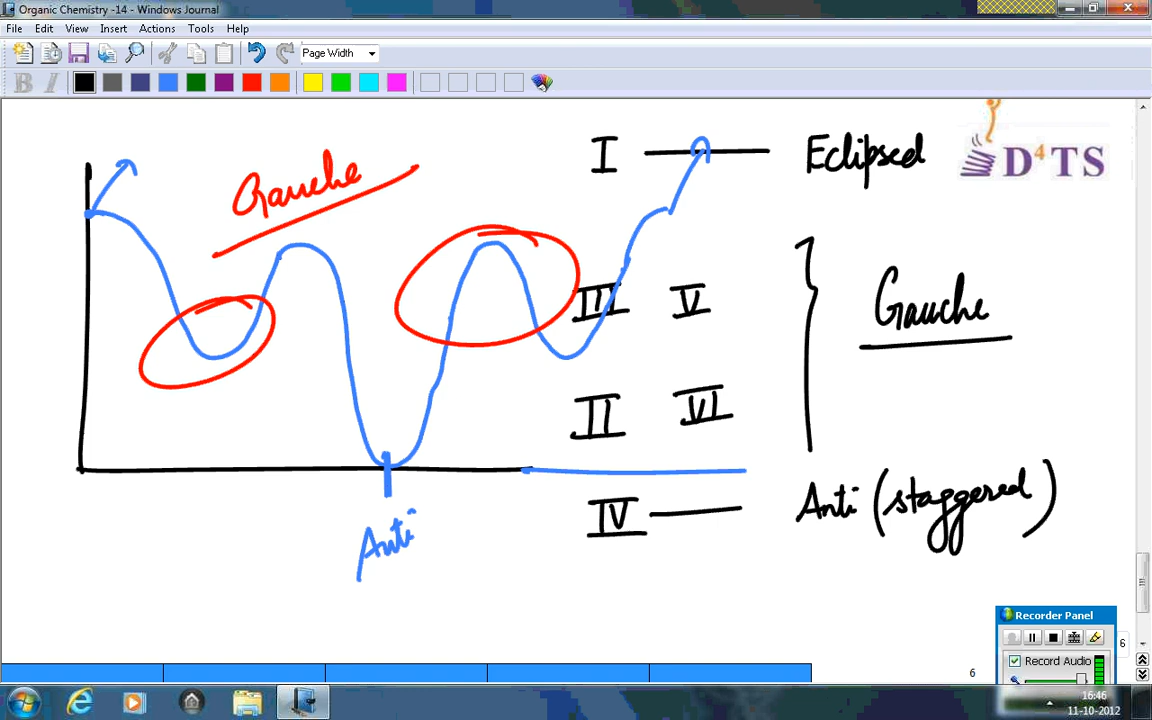 Organic Chemistry -14 - Windows Journal
File Edit View Insert Actions Tools Help
Page Width
B I
Gauche
I Eclipsed
D4TS
III V
Gauche
II VI
IV Anti (staggered)
Anti
Recorder Panel
6
Record Audio
6
16:46
11-10-2012